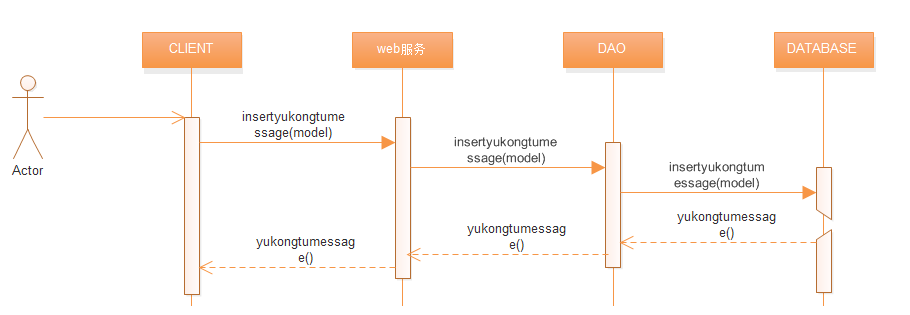 CLIENT
web服务
DAO
DATABASE
insertyukongtume
ssage(model)
insertyukongtume
ssage(model)
insertyukongtum
essage(model)
Actor
yukongtumessag
e()
yukongtumessag
e()
yukongtumessag
e()